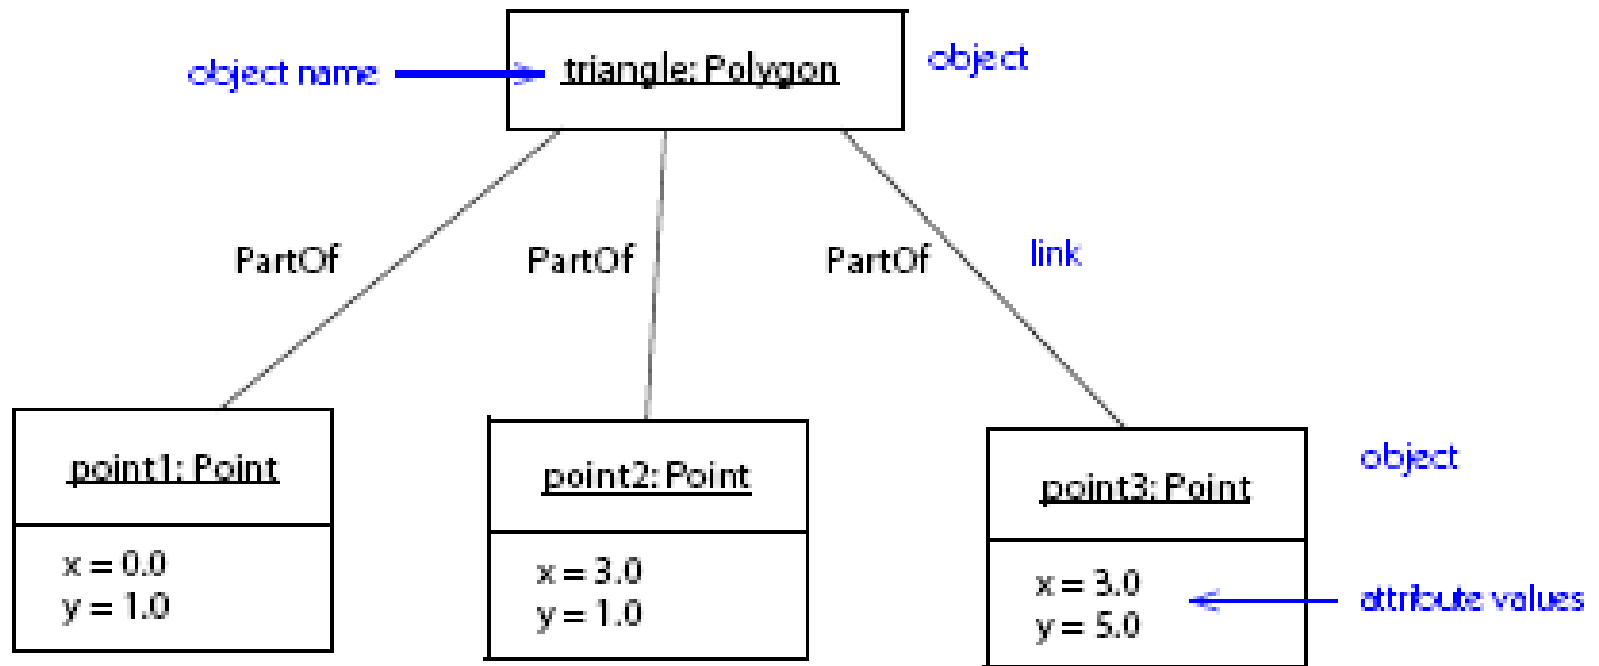 object name
triangle: Polygon
object
PartOf
PartOf
PartOf
link
point1: Point
x = 0.0
y = 1.0
point2: Point
x = 3.0
y = 1.0
point3: Point
x = 3.0
y = 5.0
object
attribute values